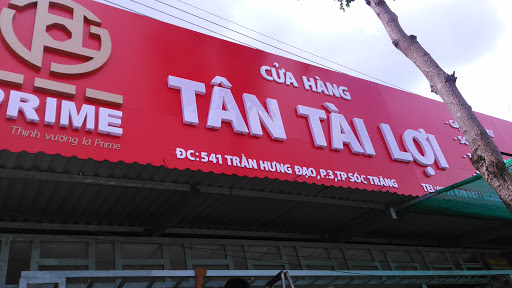 PRIME
Thịnh vượng là Prime
CỬA HÀNG
TÂN TÀI LỢI
ĐC: 541 TRẦN HƯNG ĐẠO, P.3, TP SÓC TRĂNG
TEL: